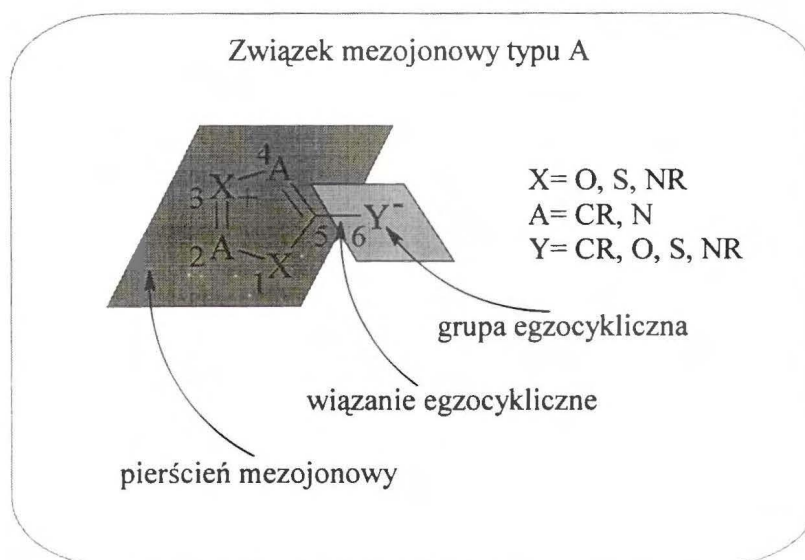 Związek mezojonowy typu A
4
A
3
X
+
Y-
5
6
2
A
X
1
X= O, S, NR
A= CR, N
Y= CR, O, S, NR
grupa egzocykliczna
wiązanie egzocykliczne
pierścień mezojonowy